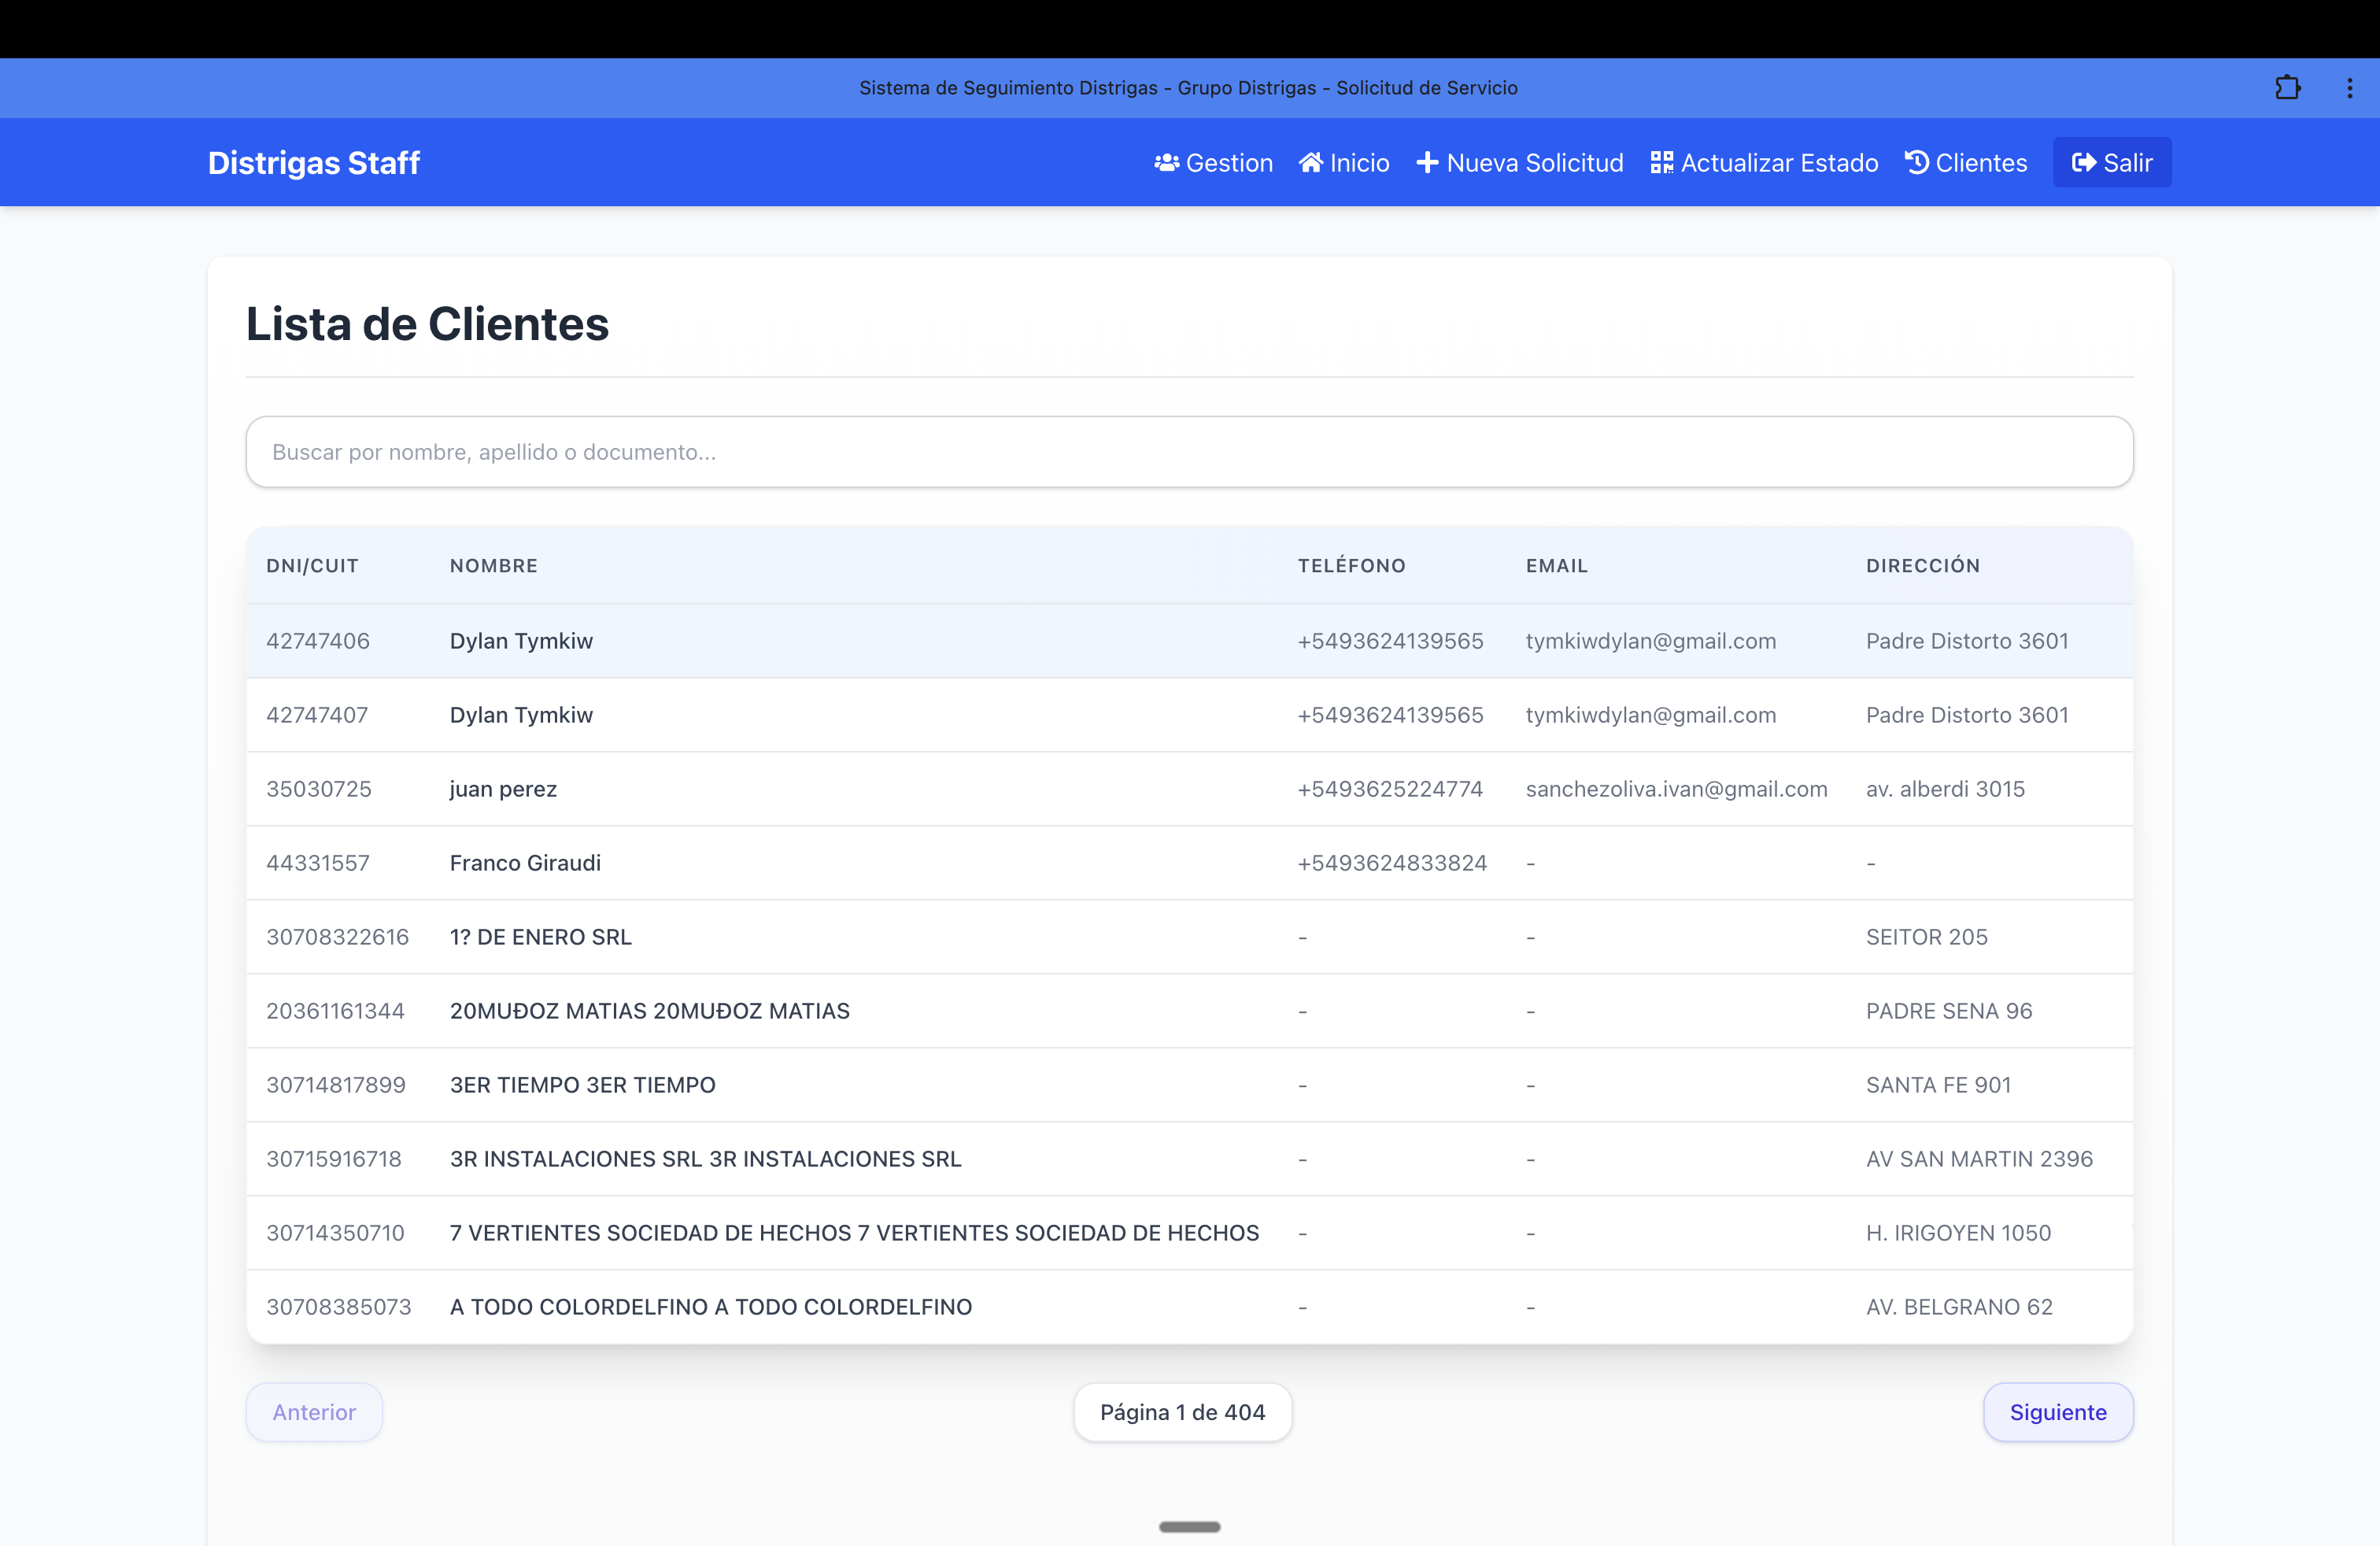 Sistema de Seguimiento Distrigas - Grupo Distrigas - Solicitud de Servicio
Distrigas Staff Gestion Inicio Nueva Solicitud Actualizar Estado Clientes Salir
Lista de Clientes
Buscar por nombre, apellido o documento...
DNI/CUIT NOMBRE TELÉFONO EMAIL DIRECCIÓN
42747406 Dylan Tymkiw +5493624139565 tymkiwdylan@gmail.com Padre Distorto 3601
42747407 Dylan Tymkiw +5493624139565 tymkiwdylan@gmail.com Padre Distorto 3601
35030725 juan perez +5493625224774 sanchezoliva.ivan@gmail.com av. alberdi 3015
44331557 Franco Giraudi +5493624833824 - -
30708322616 1? DE ENERO SRL - - SEITOR 205
20361161344 20MUÐOZ MATIAS 20MUÐOZ MATIAS - - PADRE SENA 96
30714817899 3ER TIEMPO 3ER TIEMPO - - SANTA FE 901
30715916718 3R INSTALACIONES SRL 3R INSTALACIONES SRL - - AV SAN MARTIN 2396
30714350710 7 VERTIENTES SOCIEDAD DE HECHOS 7 VERTIENTES SOCIEDAD DE HECHOS - - H. IRIGOYEN 1050
30708385073 A TODO COLORDELFINO A TODO COLORDELFINO - - AV. BELGRANO 62
Anterior Página 1 de 404 Siguiente